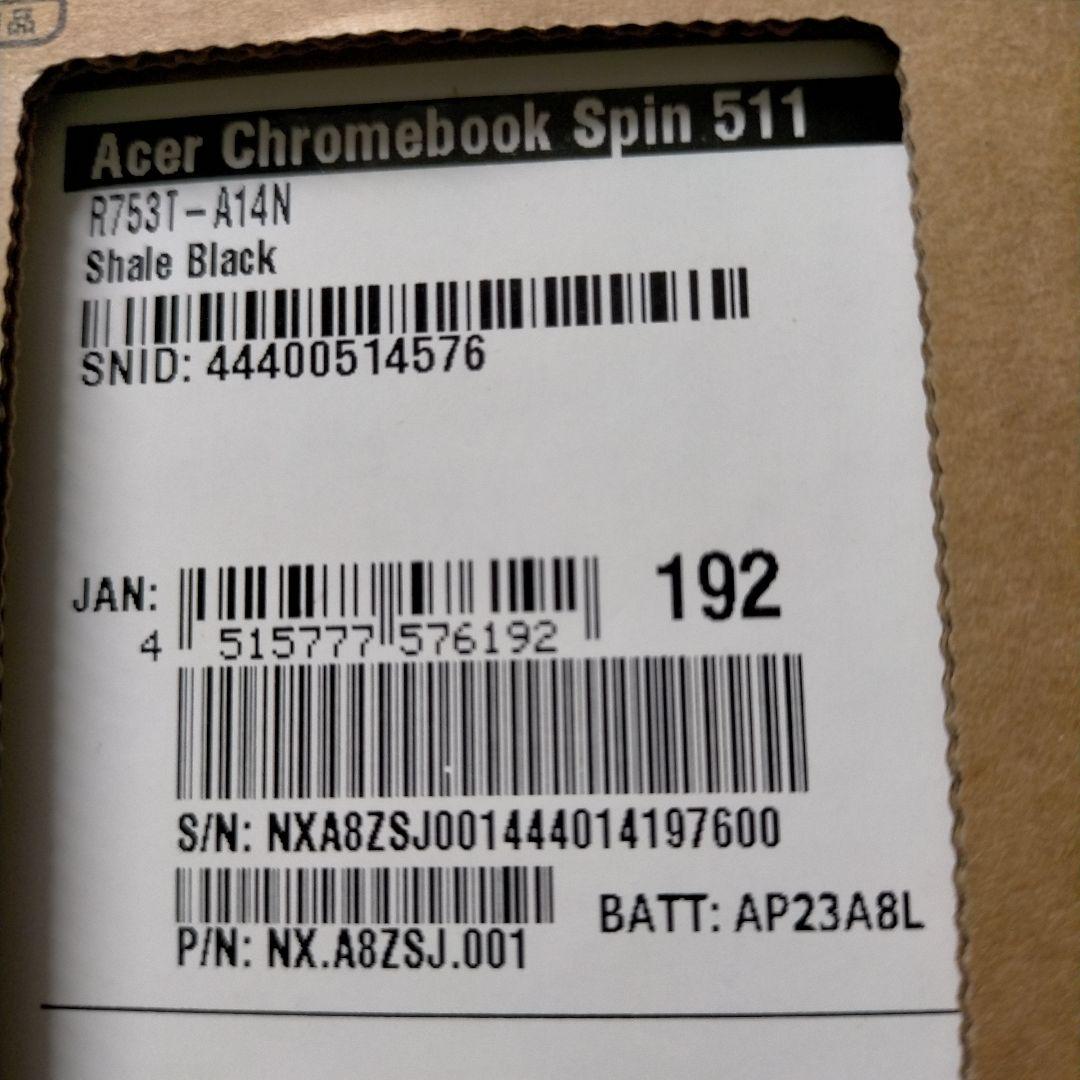 Acer Chromebook Spin 511
R753T-A14N
Shale Black
SNID: 44400514576
JAN:
4 515777 576192
192
S/N: NXA8ZSJ001444014197600
P/N: NX.A8ZSJ.001
BATT: AP23A8L